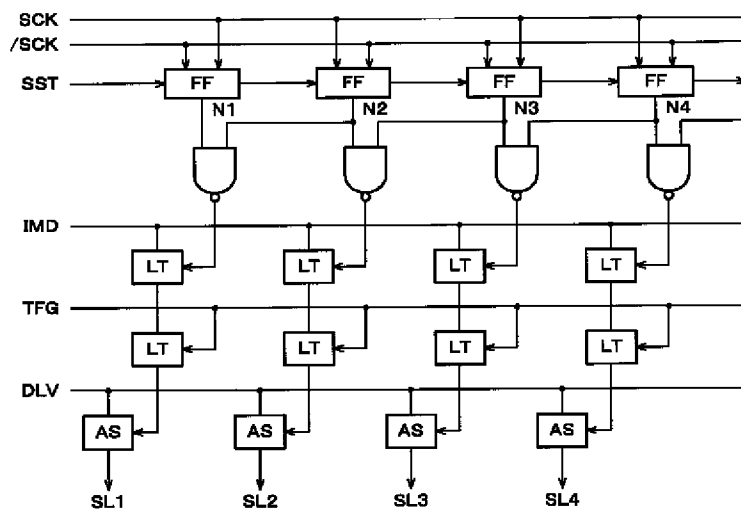 SCK
/SCK
SST FF FF FF FF
N1 N2 N3 N4
IMD
LT LT LT LT
TFG
LT LT LT LT
DLV
AS AS AS AS
SL1 SL2 SL3 SL4